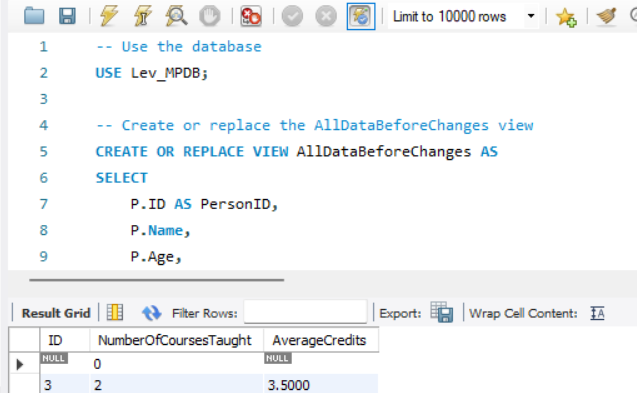 Limit to 10000 rows
1 -- Use the database
2 USE Lev_MPDB;
3
4 -- Create or replace the AllDataBeforeChanges view
5 CREATE OR REPLACE VIEW AllDataBeforeChanges AS
6 SELECT
7 P.ID AS PersonID,
8 P.Name,
9 P.Age,
Result Grid Filter Rows: Export: Wrap Cell Content: IA
ID NumberOfCoursesTaught AverageCredits
NULL 0 NULL
3 2 3.5000